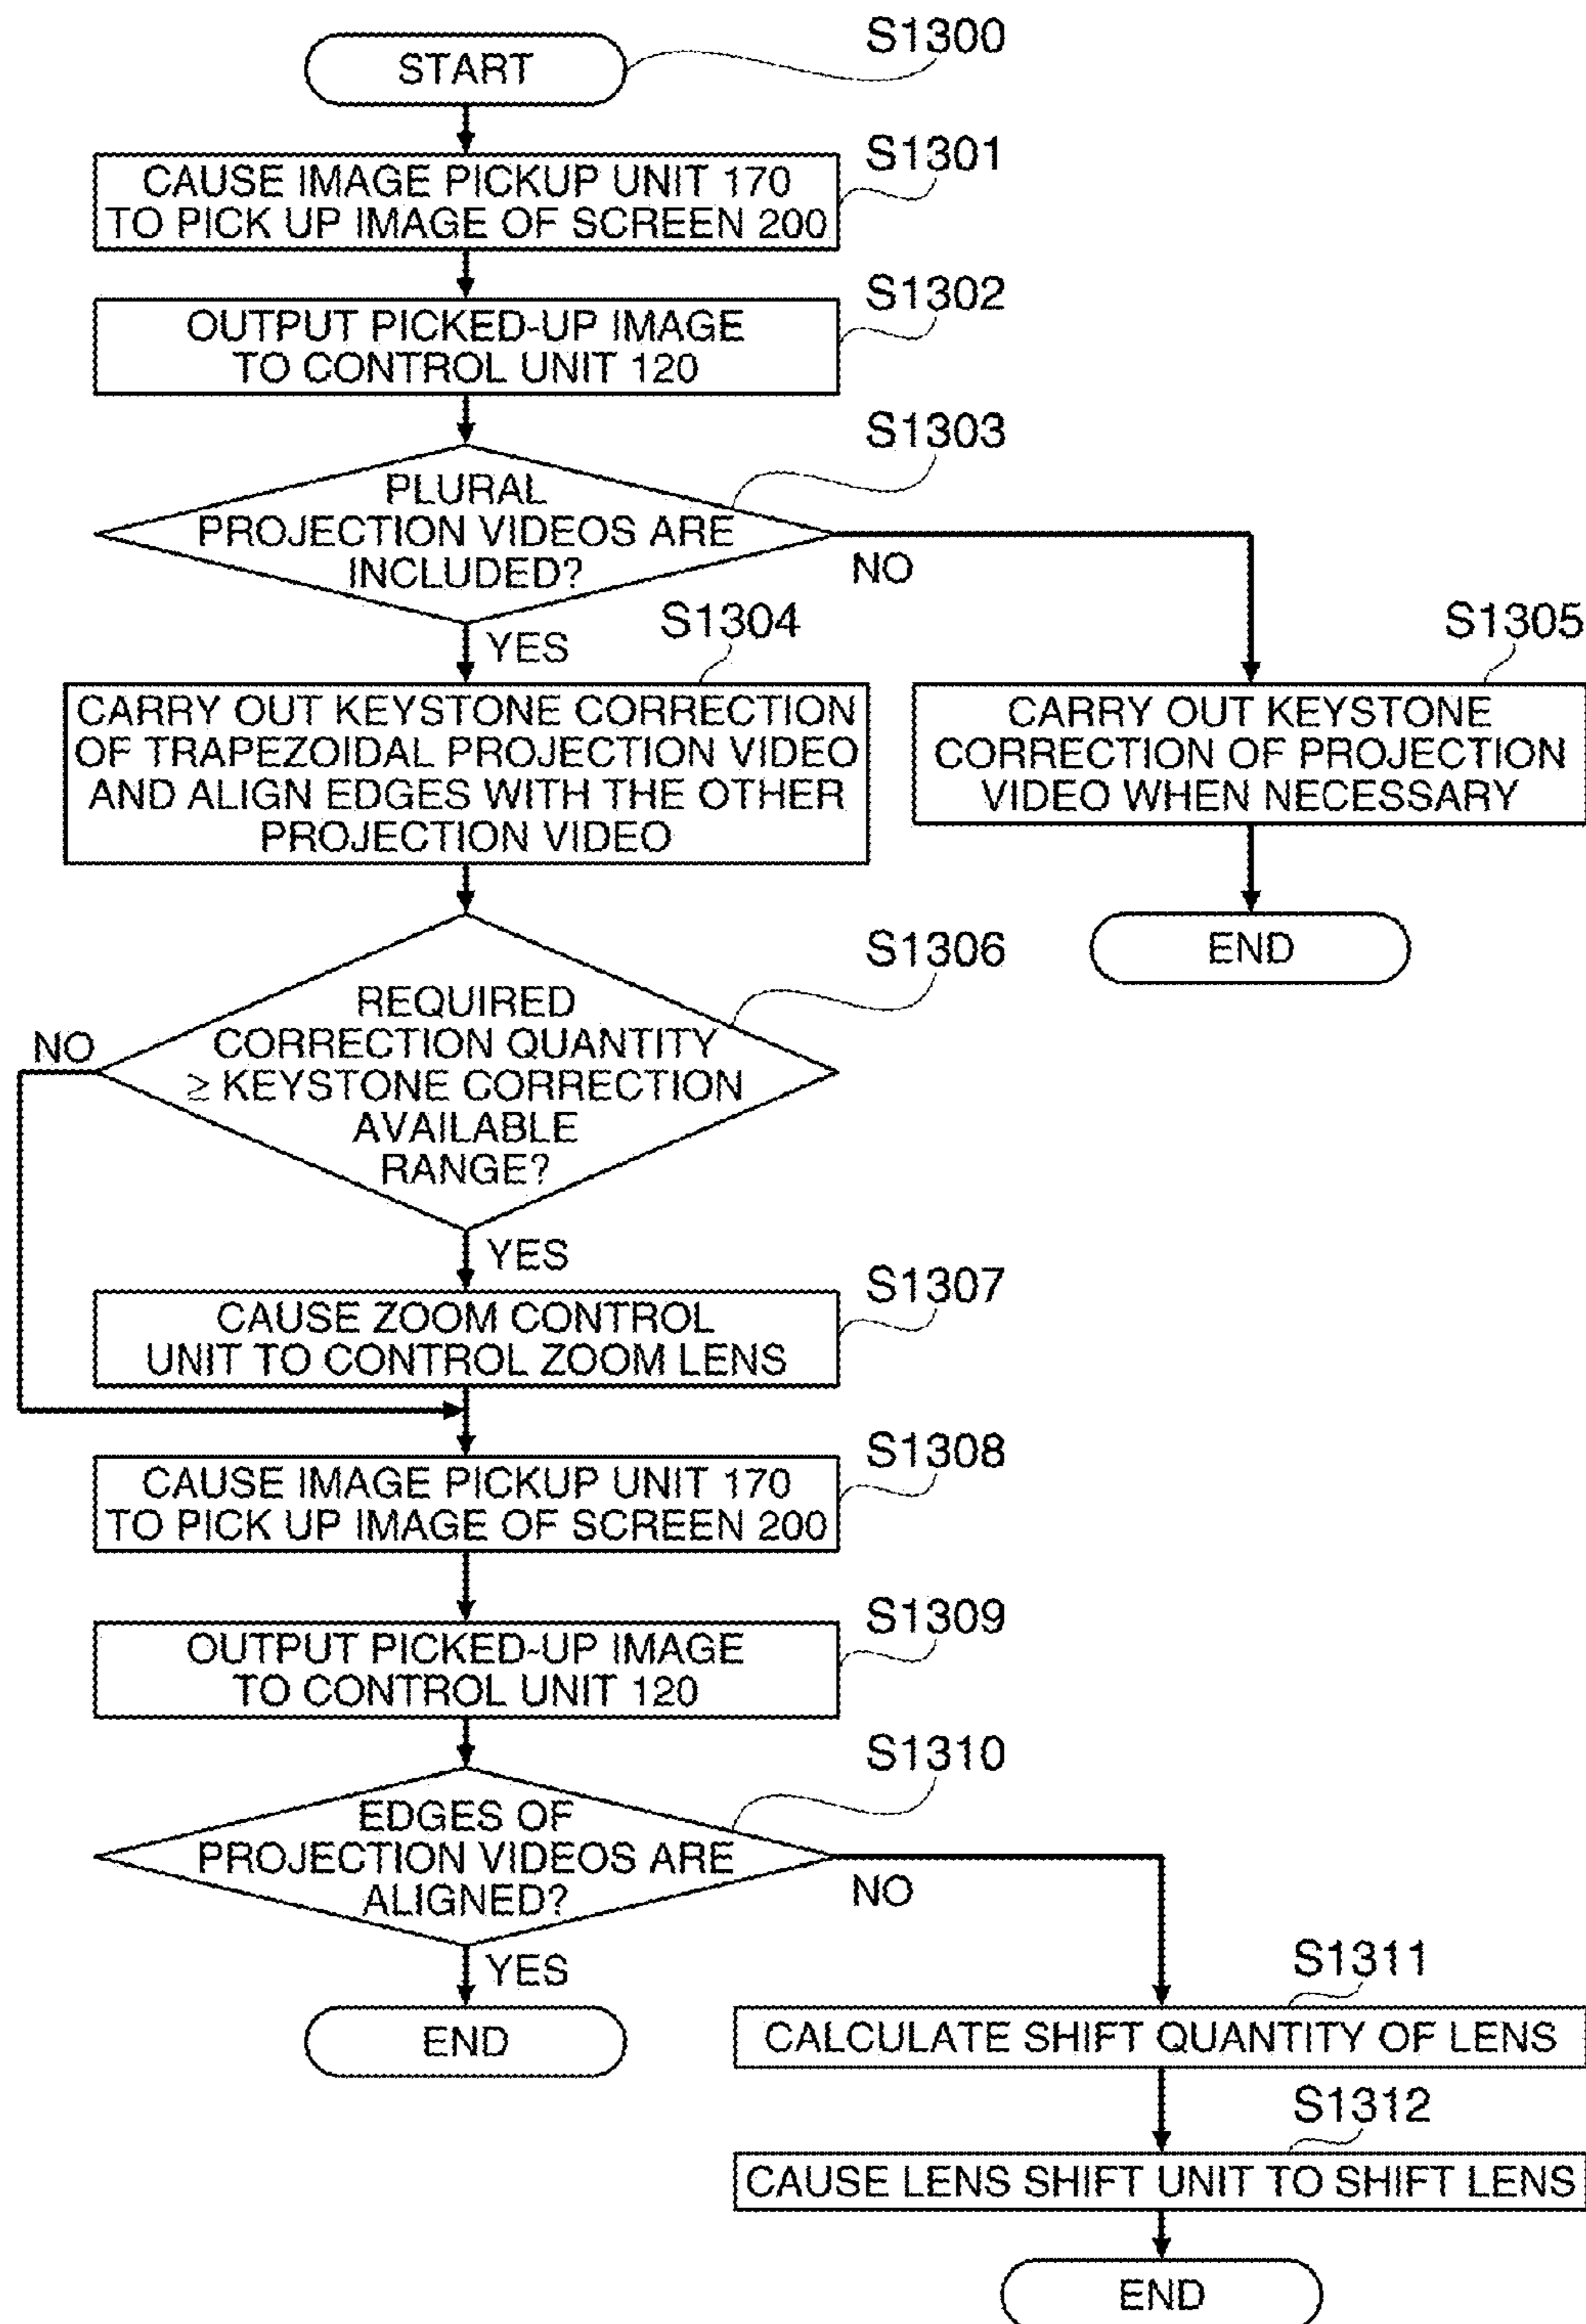 S1300
START
S1301
CAUSE IMAGE PICKUP UNIT 170
TO PICK UP IMAGE OF SCREEN 200
S1302
OUTPUT PICKED-UP IMAGE
TO CONTROL UNIT 120
S1303
PLURAL
PROJECTION VIDEOS ARE
INCLUDED?
NO
YES
S1304
S1305
CARRY OUT KEYSTONE CORRECTION
OF TRAPEZOIDAL PROJECTION VIDEO
AND ALIGN EDGES WITH THE OTHER
PROJECTION VIDEO
CARRY OUT KEYSTONE
CORRECTION OF PROJECTION
VIDEO WHEN NECESSARY
END
S1306
REQUIRED
CORRECTION QUANTITY
≥ KEYSTONE CORRECTION
AVAILABLE
RANGE?
NO
YES
S1307
CAUSE ZOOM CONTROL
UNIT TO CONTROL ZOOM LENS
S1308
CAUSE IMAGE PICKUP UNIT 170
TO PICK UP IMAGE OF SCREEN 200
S1309
OUTPUT PICKED-UP IMAGE
TO CONTROL UNIT 120
S1310
EDGES OF
PROJECTION VIDEOS ARE
ALIGNED?
NO
YES
END
S1311
CALCULATE SHIFT QUANTITY OF LENS
S1312
CAUSE LENS SHIFT UNIT TO SHIFT LENS
END